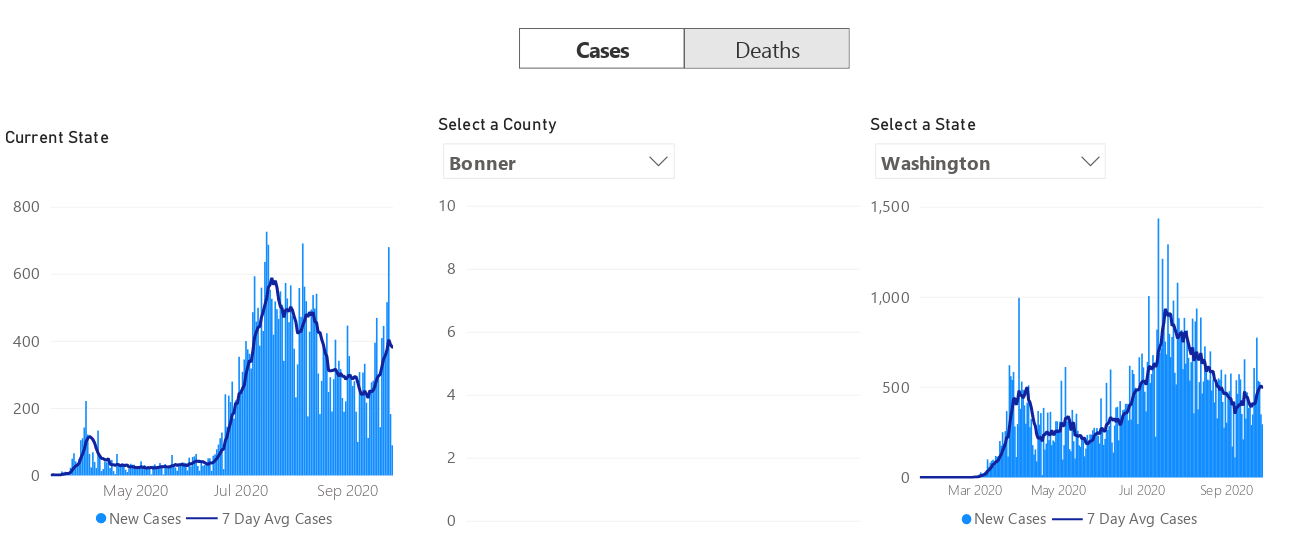 Cases Deaths
Current State
800
600
400
200
0
May 2020 Jul 2020 Sep 2020
New Cases 7 Day Avg Cases
Select a County
Bonner
10
8
6
4
2
0
Select a State
Washington
1,500
1,000
500
0
Mar 2020 May 2020 Jul 2020 Sep 2020
New Cases 7 Day Avg Cases